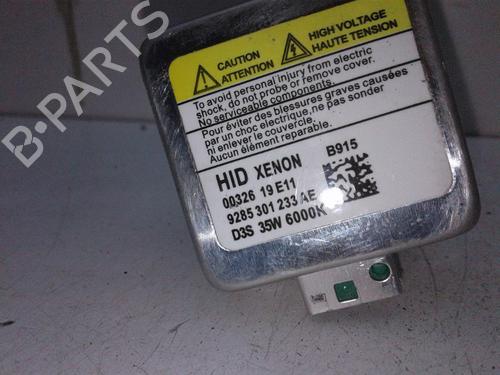 CAUTION
ATTENTION
HIGH VOLTAGE
HAUTE TENSION
To avoid personal injury from electric
shock, do not probe or remove cover.
No serviceable components.
Pour éviter des blessures graves causées
par un choc electrique,ne pas sonder
ni enlever le couvercle.
Aucun élément reparable.
HID XENON B915
00326 19 E11
9285 301 233 AE
D3S 35W 6000K
B-PARTS